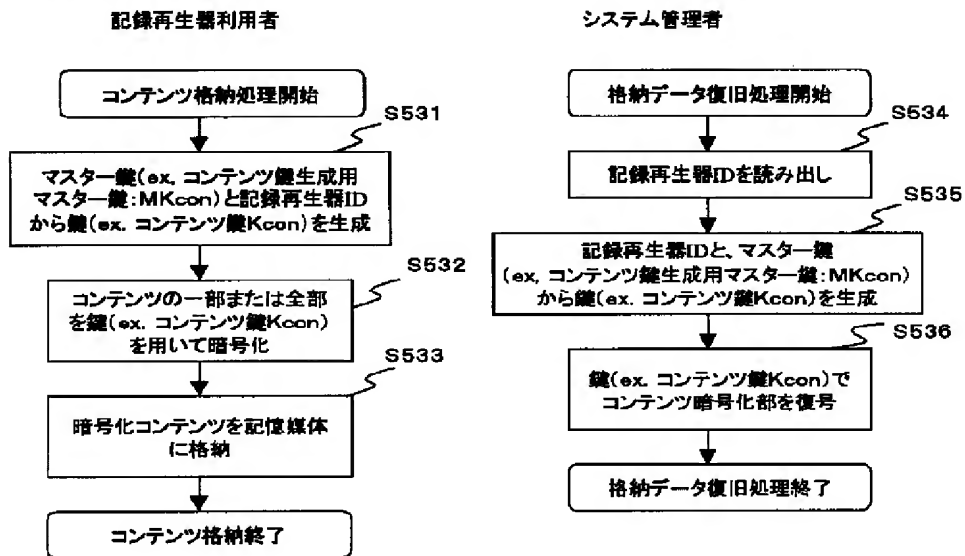 記録再生器利用者
コンテンツ格納処理開始
S531
マスター鍵(ex, コンテンツ鍵生成用
マスター鍵:MKcon)と記録再生器ID
から鍵(ex. コンテンツ鍵Kcon)を生成
S532
コンテンツの一部または全部
を鍵(ex. コンテンツ鍵Kcon)
を用いて暗号化
S533
暗号化コンテンツを記憶媒体
に格納
コンテンツ格納終了
システム管理者
格納データ復旧処理開始
S534
記録再生器IDを読み出し
S535
記録再生器IDと、マスター鍵
(ex, コンテンツ鍵生成用マスター鍵:MKcon)
から鍵(ex. コンテンツ鍵Kcon)を生成
S536
鍵(ex. コンテンツ鍵Kcon)で
コンテンツ暗号化部を復号
格納データ復旧処理終了